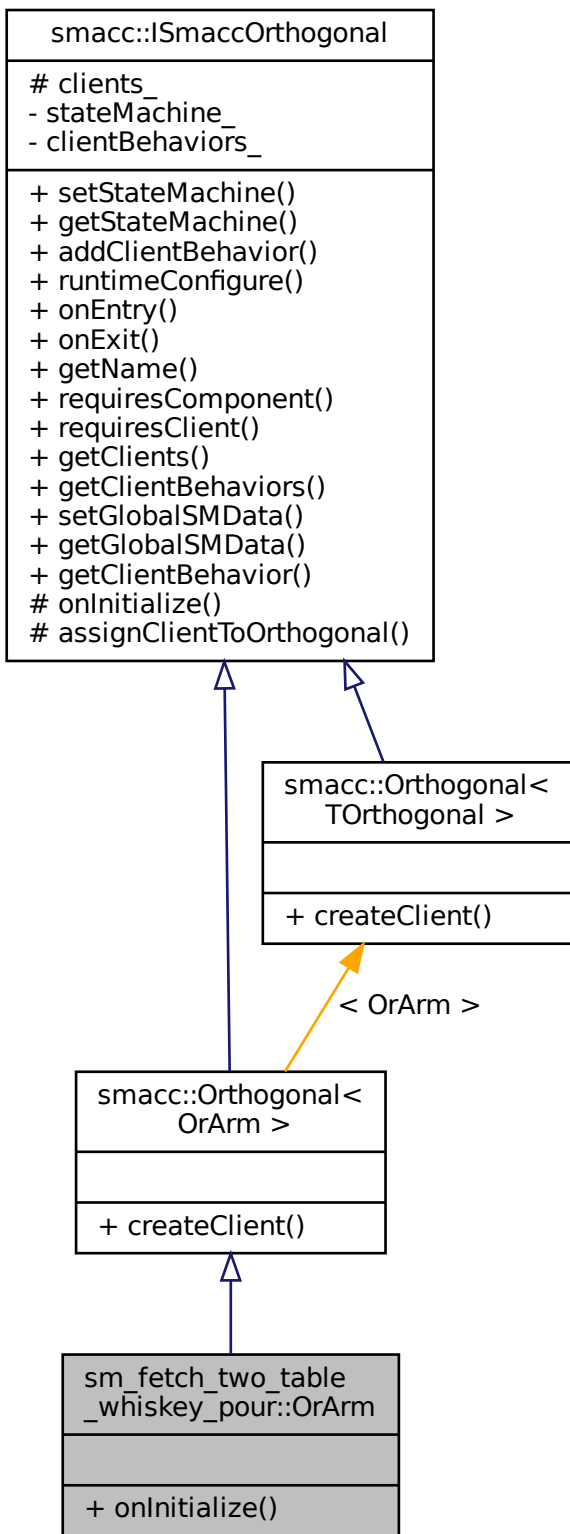 smacc::ISmaccOrthogonal
# clients_
- stateMachine_
- clientBehaviors_
+ setStateMachine()
+ getStateMachine()
+ addClientBehavior()
+ runtimeConfigure()
+ onEntry()
+ onExit()
+ getName()
+ requiresComponent()
+ requiresClient()
+ getClients()
+ getClientBehaviors()
+ setGlobalSMData()
+ getGlobalSMData()
+ getClientBehavior()
# onInitialize()
# assignClientToOrthogonal()
smacc::Orthogonal<
TOrthogonal >
+ createClient()
< OrArm >
smacc::Orthogonal<
OrArm >
+ createClient()
sm_fetch_two_table
_whiskey_pour::OrArm
+ onInitialize()